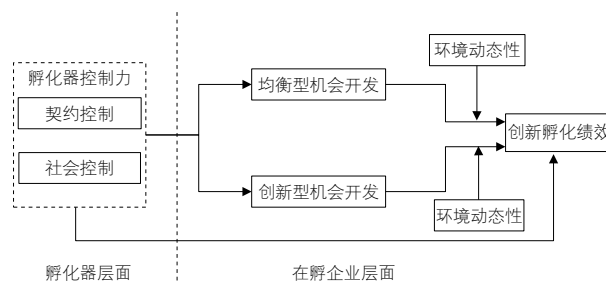 环境动态性
孵化器控制力
均衡型机会开发
契约控制
创新孵化绩效
社会控制
创新型机会开发
环境动态性
孵化器层面
在孵企业层面